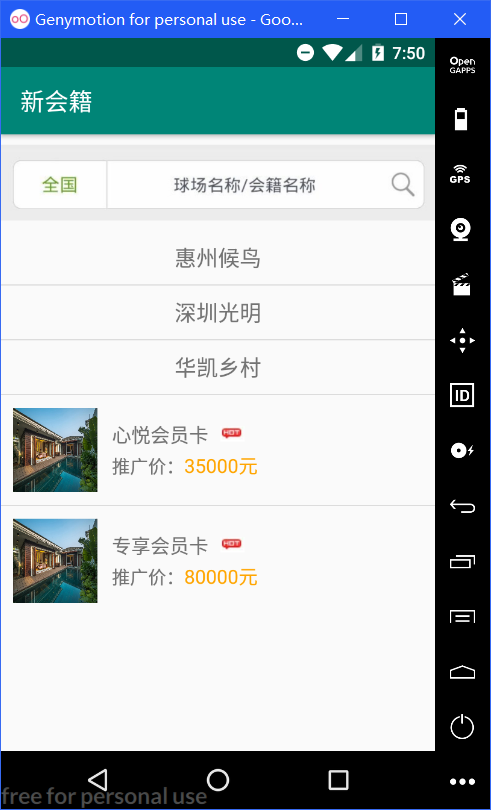 Genymotion for personal use - Goo...
Open
GAPPS
7:50
新会籍
GPS
全国
球场名称/会籍名称
惠州候鸟
深圳光明
华凯乡村
ID
心悦会员卡 HOT
推广价：35000元
专享会员卡 HOT
推广价：80000元
free for personal use